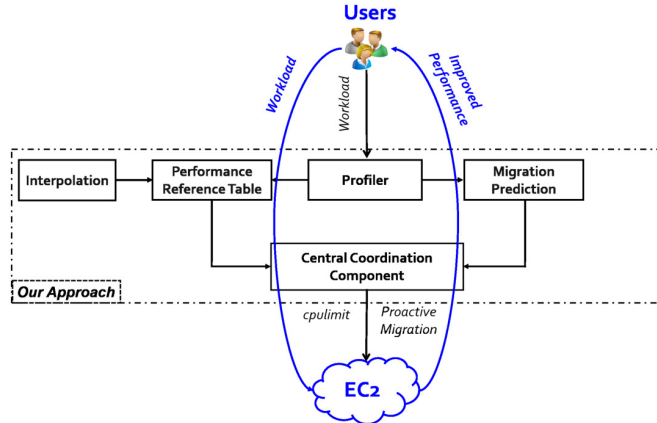 Users
Workload
Workload
Improved
Performance
Interpolation
Performance
Reference Table
Profiler
Migration
Prediction
Central Coordination
Component
Our Approach
cpulimit
Proactive
Migration
EC2